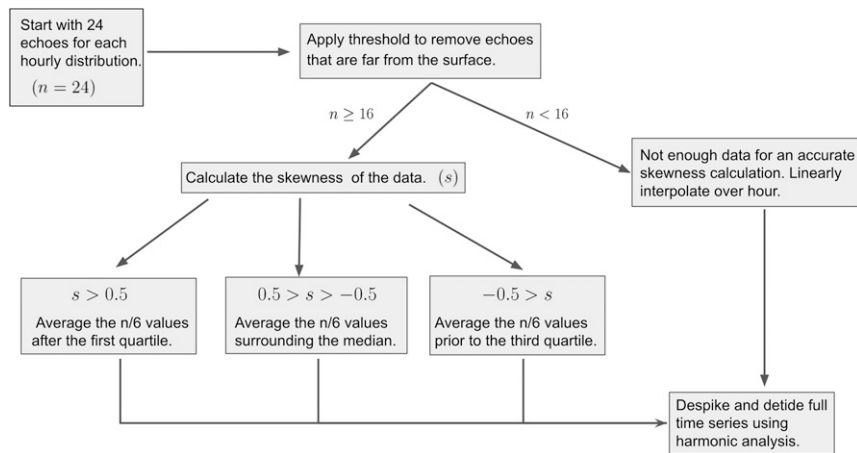 Start with 24
echoes for each
hourly distribution.
(n = 24)
Apply threshold to remove echoes
that are far from the surface.
n ≥ 16
n < 16
Calculate the skewness of the data. (s)
Not enough data for an accurate
skewness calculation. Linearly
interpolate over hour.
s > 0.5
Average the n/6 values
after the first quartile.
0.5 > s > −0.5
Average the n/6 values
surrounding the median.
−0.5 > s
Average the n/6 values
prior to the third quartile.
Despike and detide full
time series using
harmonic analysis.